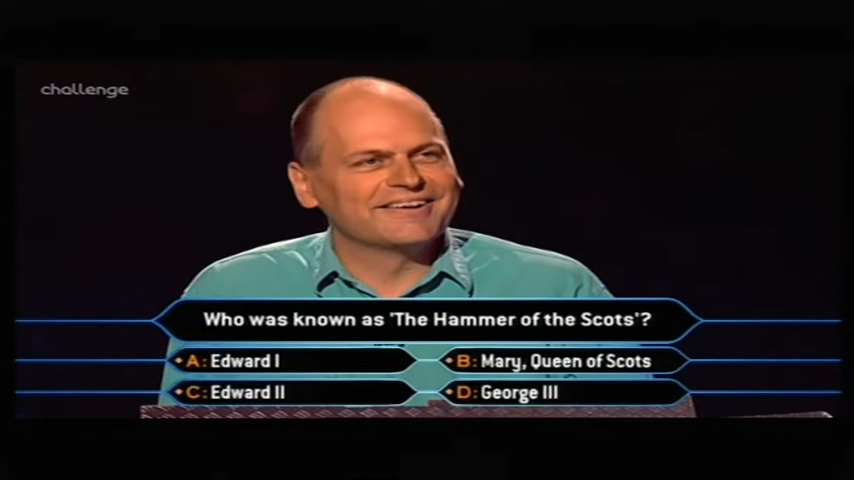 challenge
Who was known as 'The Hammer of the Scots'?
A: Edward I
B: Mary, Queen of Scots
C: Edward II
D: George III